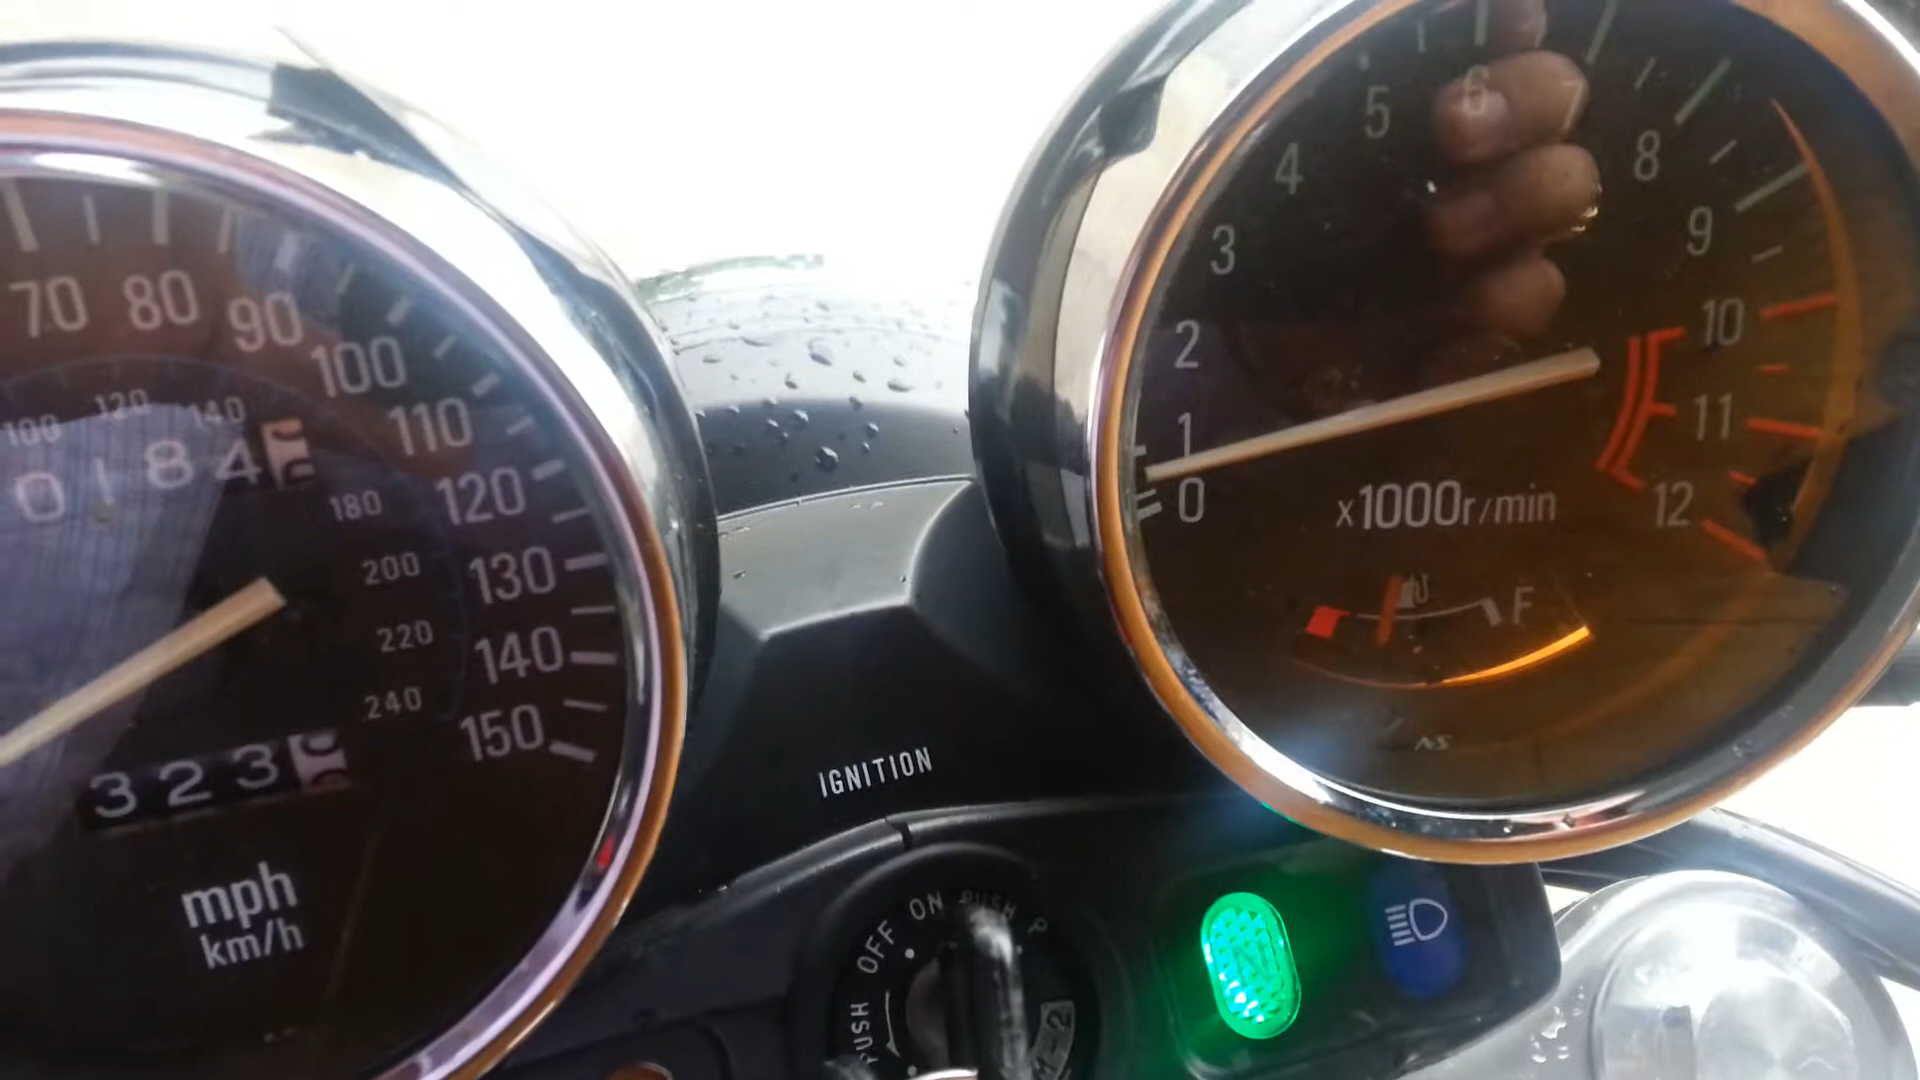 70 80 90 100 110 120 130 140 150
100 120 140 180 200 220 240
0184
323
mph
km/h
0 1 2 3 4 5 6 8 9 10 11 12
x1000r/min
F
IGNITION
PUSH OFF ON PUSH P
N